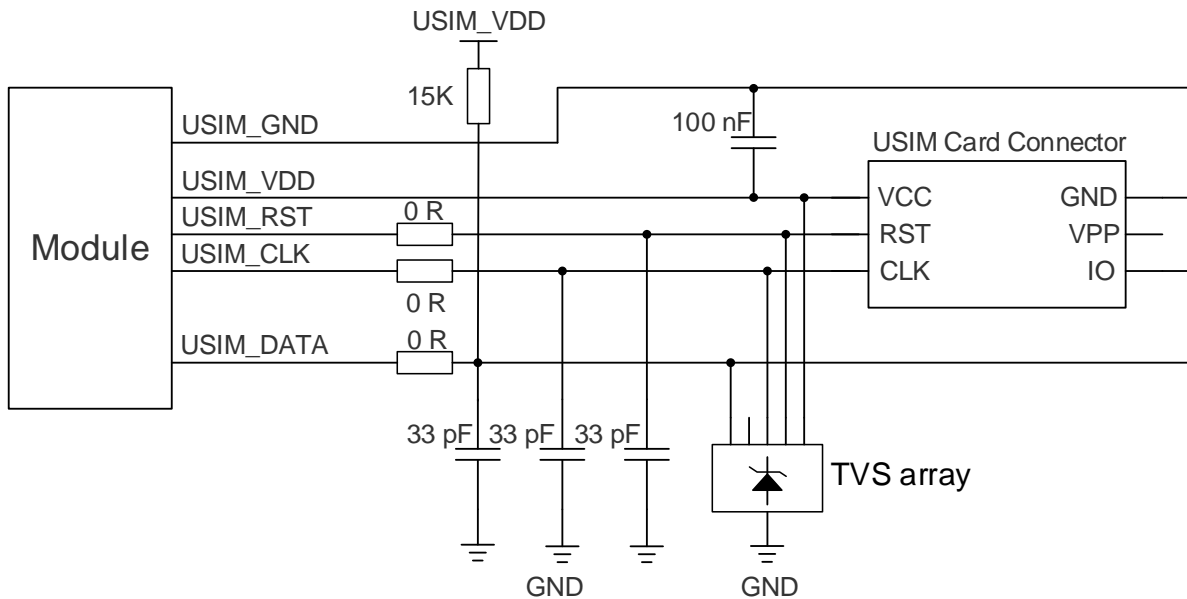 USIM_VDD
15K
USIM_GND
100 nF
USIM Card Connector
USIM_VDD
VCC
GND
USIM_RST
0 R
RST
VPP
Module
USIM_CLK
CLK
IO
0 R
USIM_DATA
0 R
33 pF
33 pF
33 pF
TVS array
GND
GND